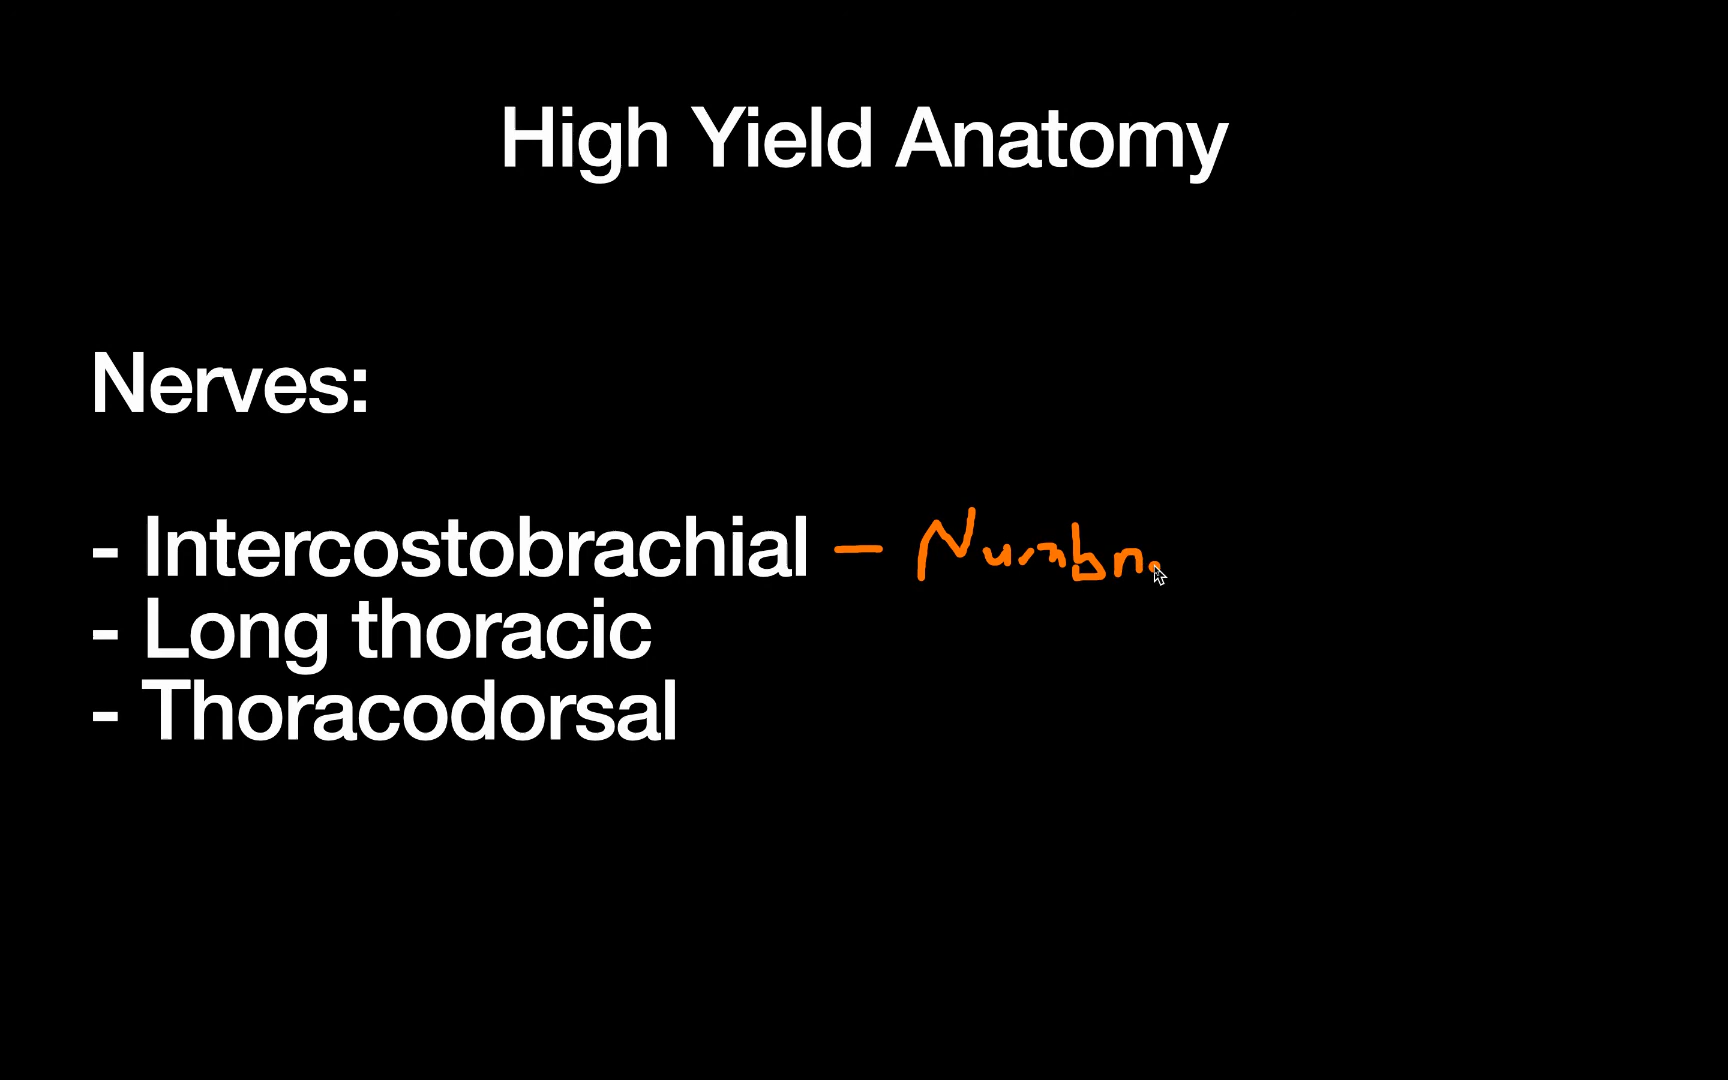 High Yield Anatomy
Nerves:
- Intercostobrachial — Numbn
- Long thoracic
- Thoracodorsal